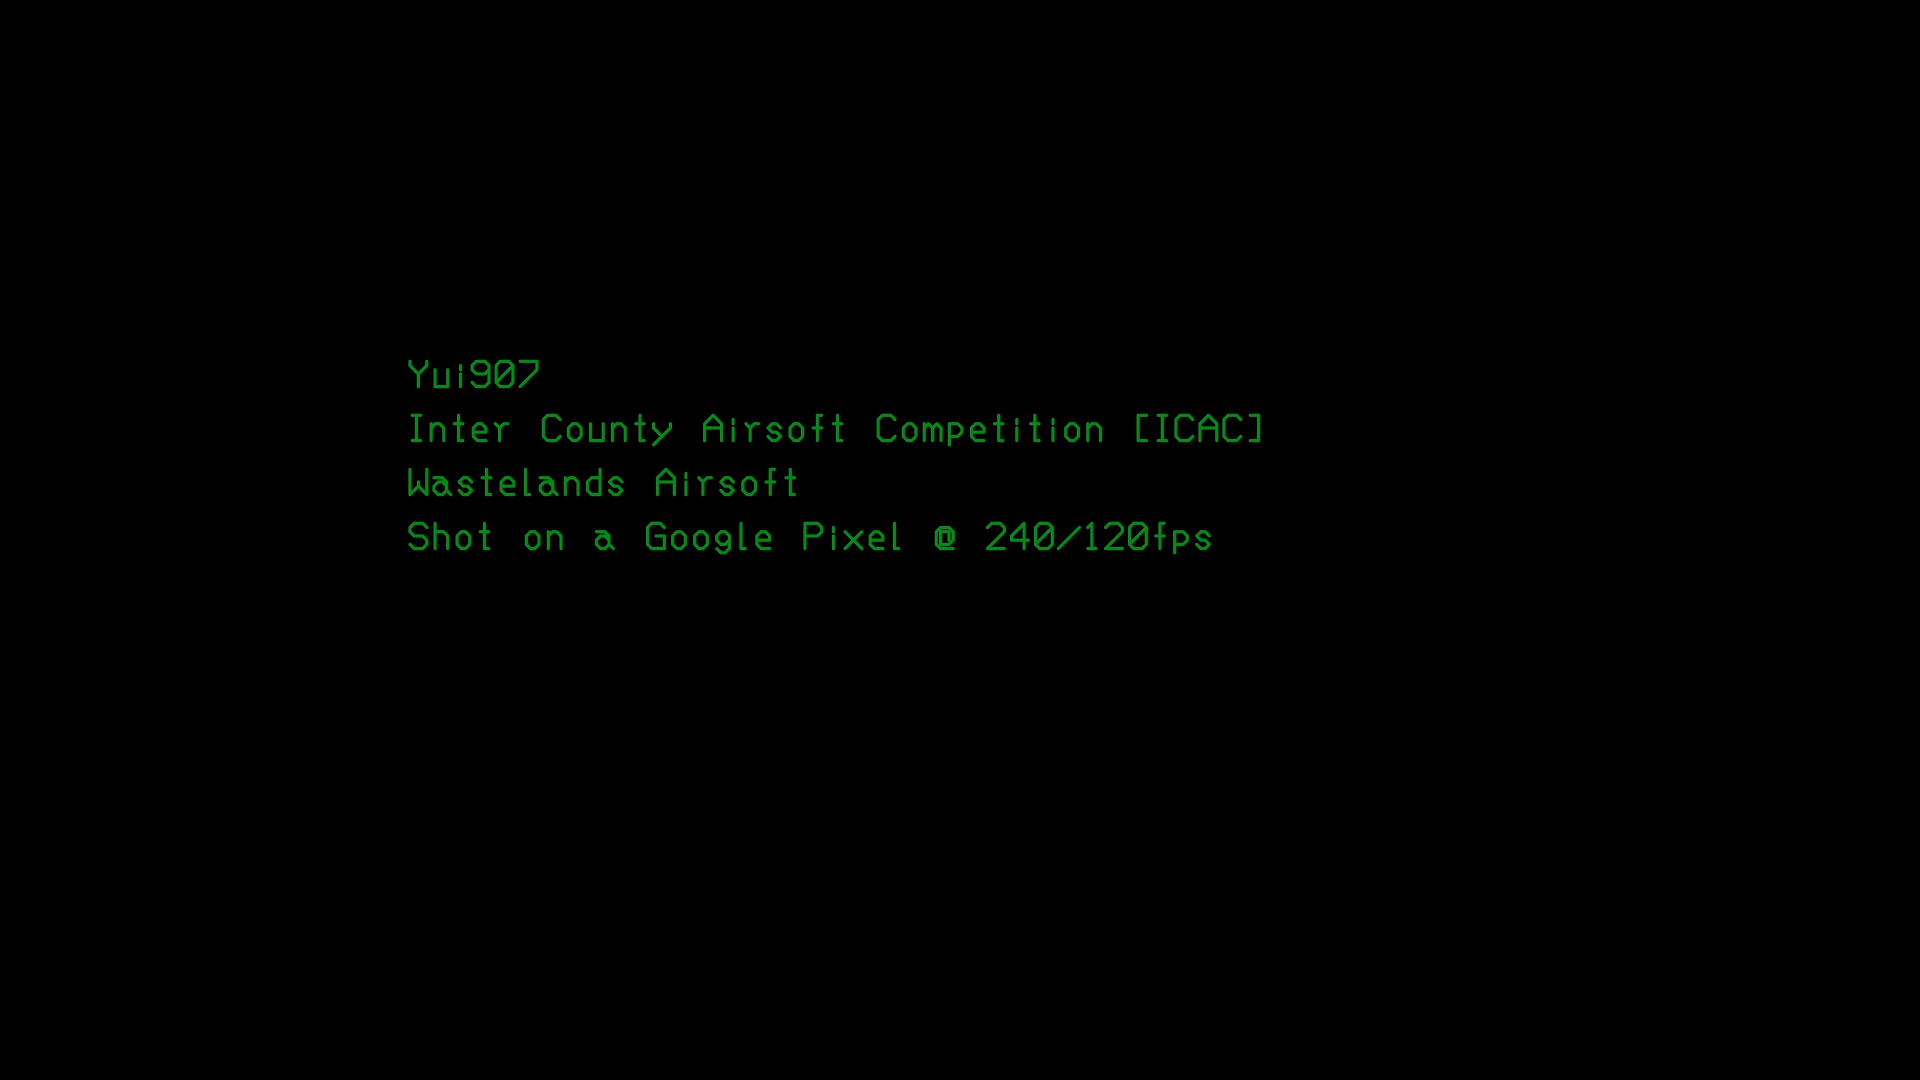 Yui907
Inter County Airsoft Competition [ICAC]
Wastelands Airsoft
Shot on a Google Pixel @ 240/120fps